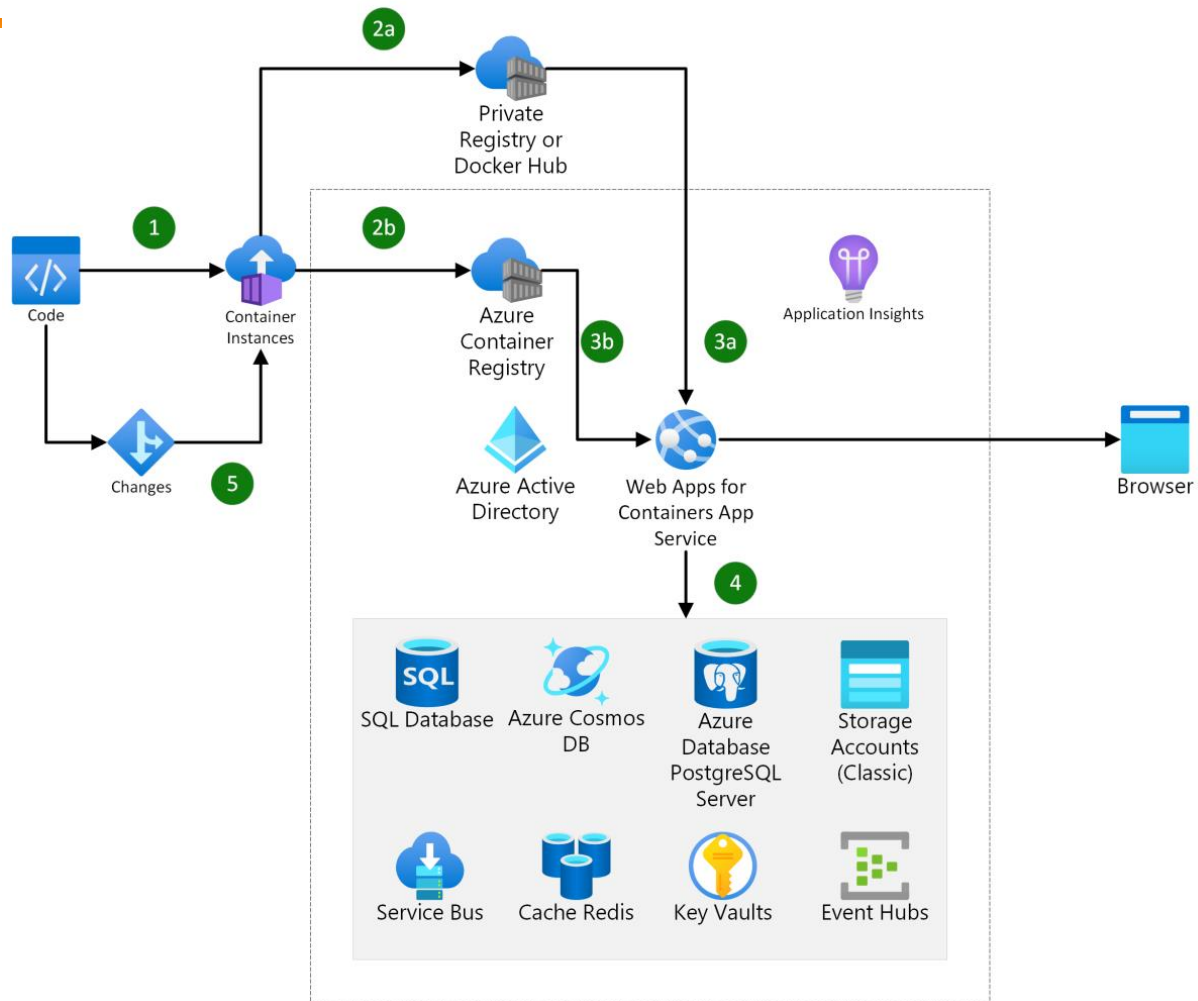 2a
Private
Registry or
Docker Hub
1
2b
Code
Container
Instances
Azure
Container
Registry
3b
3a
Application Insights
Changes
5
Azure Active
Directory
Web Apps for
Containers App
Service
Browser
4
SQL
SQL Database
Azure Cosmos
DB
Azure
Database
PostgreSQL
Server
Storage
Accounts
(Classic)
Service Bus
Cache Redis
Key Vaults
Event Hubs